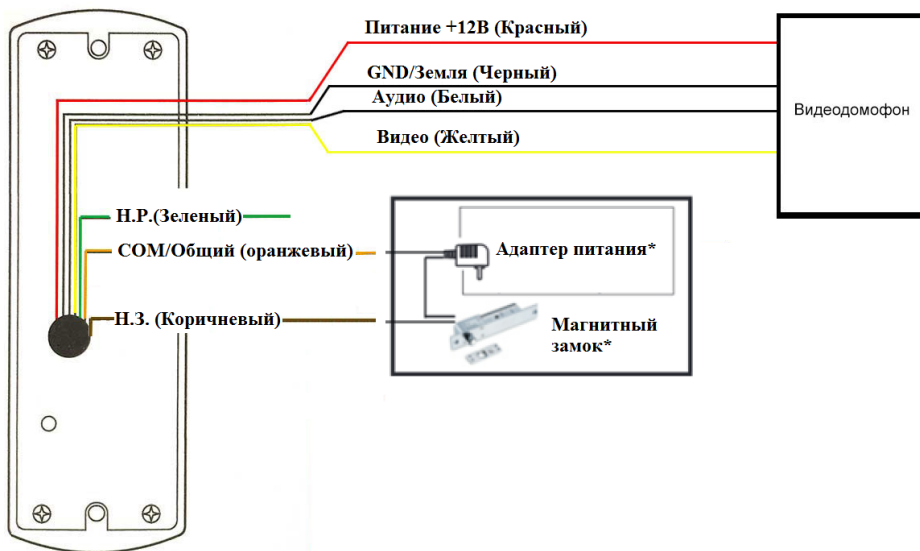 Питание +12В (Красный)
GND/Земля (Черный)
Аудио (Белый)
Видео (Желтый)
Видеодомофон
Н.Р.(Зеленый)
COM/Общий (оранжевый)
Адаптер питания*
Н.З. (Коричневый)
Магнитный
замок*